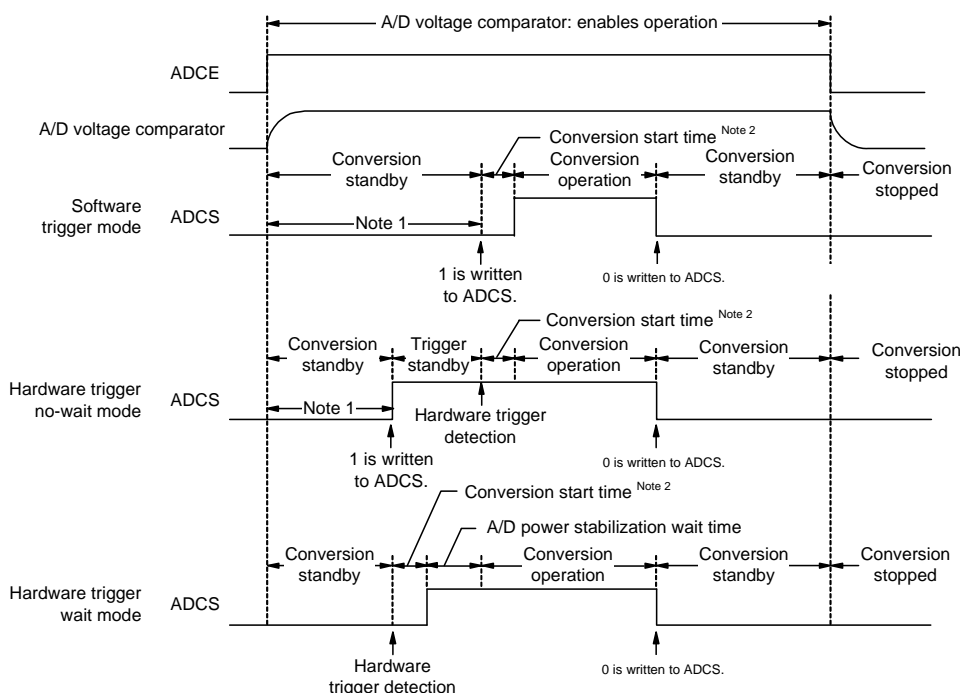 A/D voltage comparator: enables operation
ADCE
A/D voltage comparator
Conversion start time Note 2
Conversion
standby
Conversion
operation
Conversion
standby
Conversion
stopped
Software
trigger mode
ADCS
Note 1
1 is written
to ADCS.
0 is written to ADCS.
Conversion start time Note 2
Conversion
standby
Trigger
standby
Conversion
operation
Conversion
standby
Conversion
stopped
Hardware trigger
no-wait mode
ADCS
Note 1
Hardware trigger
detection
1 is written
to ADCS.
0 is written to ADCS.
Conversion start time Note 2
A/D power stabilization wait time
Conversion
standby
Conversion
operation
Conversion
standby
Conversion
stopped
Hardware trigger
wait mode
ADCS
Hardware
trigger detection
0 is written to ADCS.